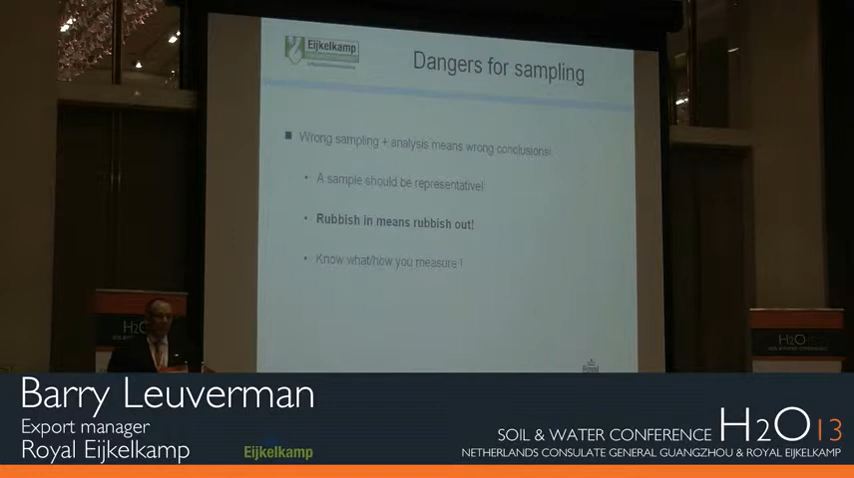 Eijkelkamp
Dangers for sampling
■ Wrong sampling + analysis means wrong conclusions!
• A sample should be representative!
• Rubbish in means rubbish out!
• Know what/how you measure !
H2O
H2O
Barry Leuverman
Export manager
Royal Eijkelkamp
Eijkelkamp
SOIL & WATER CONFERENCE H2O13
NETHERLANDS CONSULATE GENERAL GUANGZHOU & ROYAL EIJKELKAMP